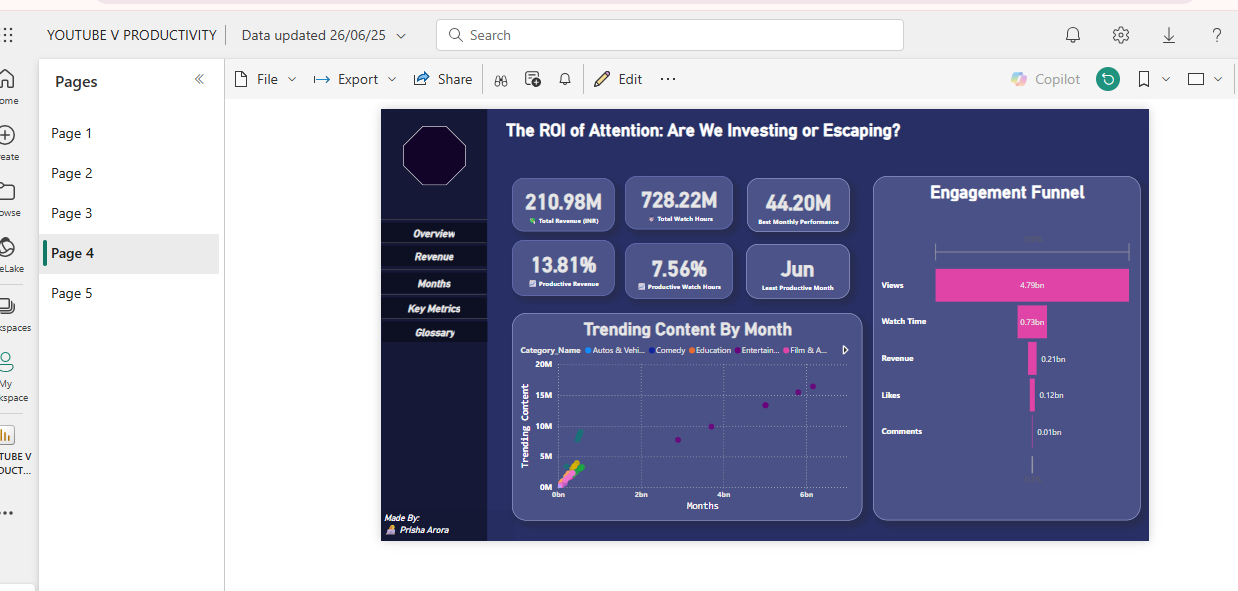 YOUTUBE V PRODUCTIVITY
Data updated 26/06/25
Search
ome
reate
owse
eLake
kspaces
My
kspace
TUBE V
DUCT...
Pages
Page 1
Page 2
Page 3
Page 4
Page 5
File
Export
Share
Edit
Copilot
The ROI of Attention: Are We Investing or Escaping?
Overview
Revenue
Months
Key Metrics
Glossary
Made By:
Prisha Arora
210.98M
Total Revenue (INR)
728.22M
Total Watch Hours
44.20M
Best Monthly Performance
13.81%
Productive Revenue
7.56%
Productive Watch Hours
Jun
Least Productive Month
Trending Content By Month
Category_Name Autos & Vehi... Comedy Education Entertain... Film & A...
Trending Content
20M
15M
10M
5M
0M
0bn 2bn 4bn 6bn
Months
Engagement Funnel
Views 4.79bn
Watch Time 0.73bn
Revenue 0.21bn
Likes 0.12bn
Comments 0.01bn